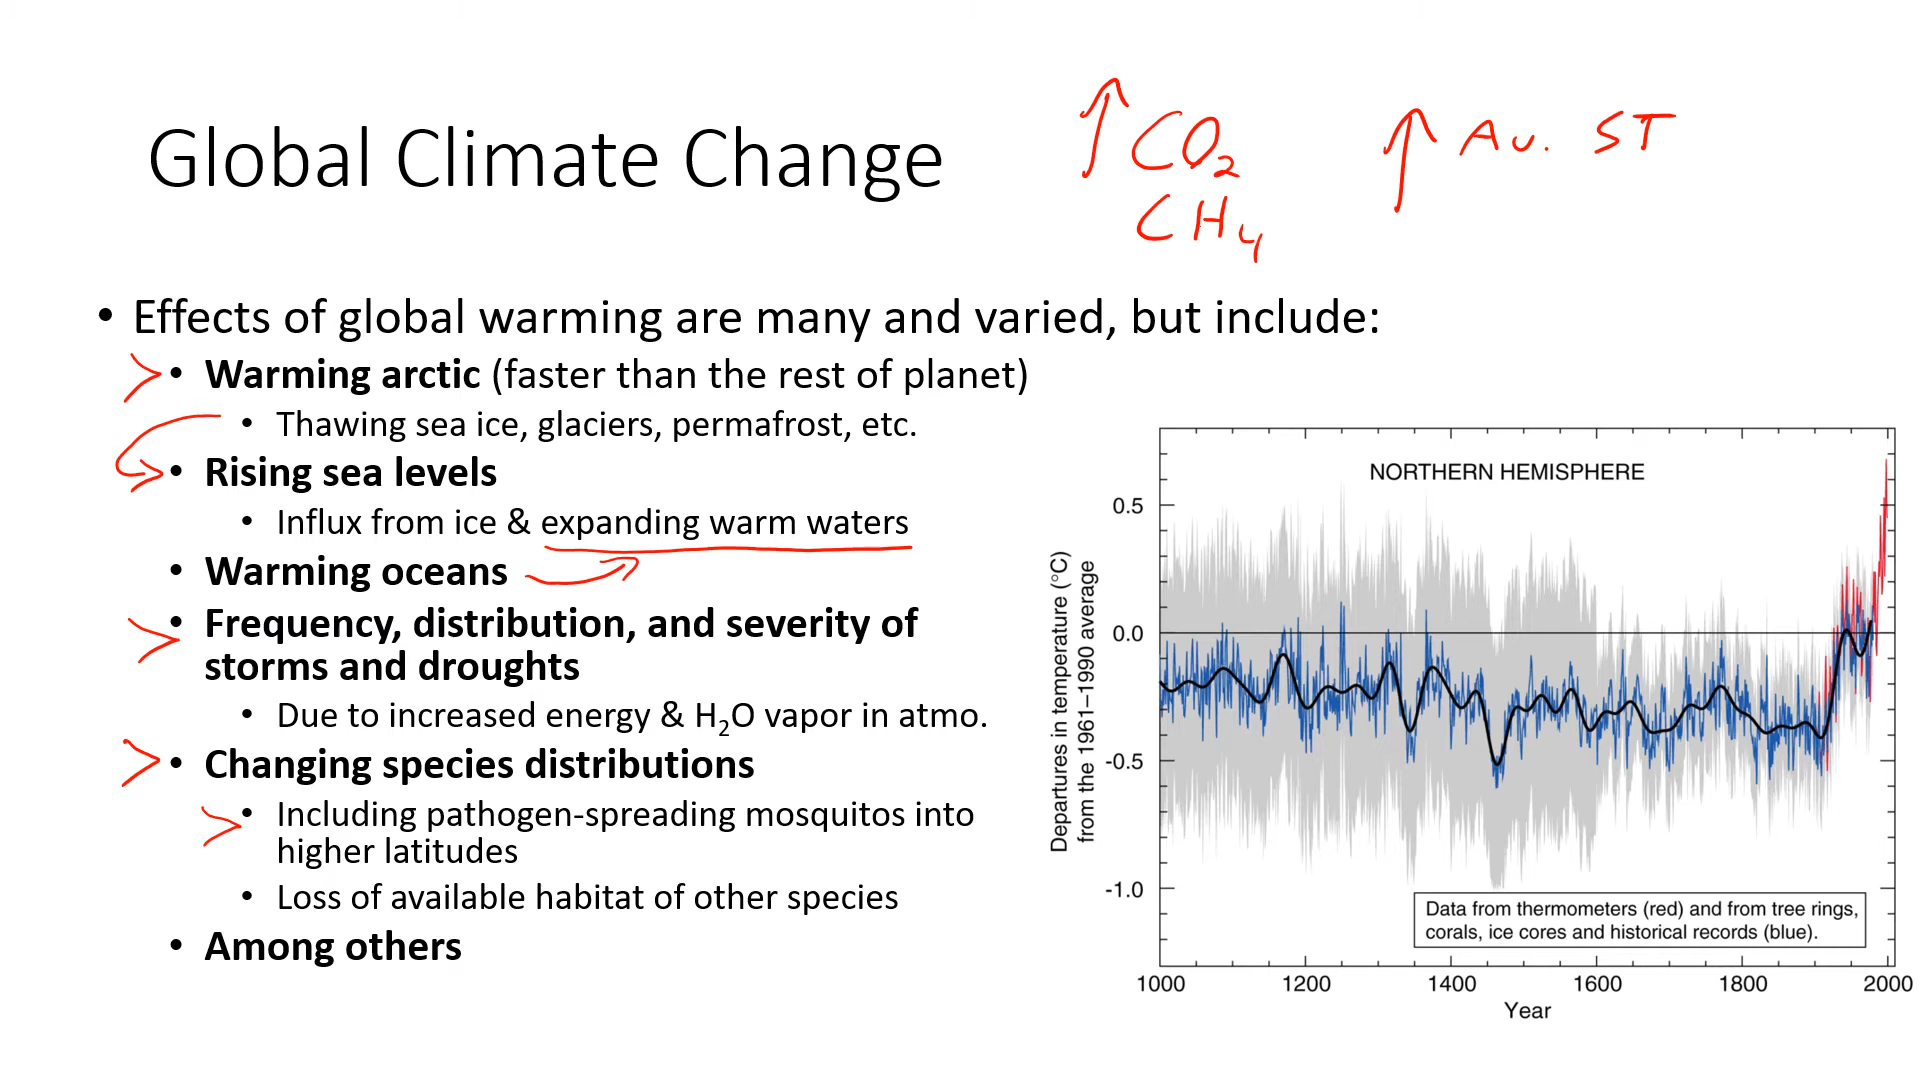 Global Climate Change
↑ CO₂ ↑ Av. ST
CH₄
• Effects of global warming are many and varied, but include:
• Warming arctic (faster than the rest of planet)
• Thawing sea ice, glaciers, permafrost, etc.
• Rising sea levels
• Influx from ice & expanding warm waters
• Warming oceans
• Frequency, distribution, and severity of
storms and droughts
• Due to increased energy & H₂O vapor in atmo.
• Changing species distributions
• Including pathogen-spreading mosquitos into
higher latitudes
• Loss of available habitat of other species
• Among others
NORTHERN HEMISPHERE
Departures in temperature (°C)
from the 1961–1990 average
0.5
0.0
-0.5
-1.0
Data from thermometers (red) and from tree rings,
corals, ice cores and historical records (blue).
1000 1200 1400 1600 1800 2000
Year